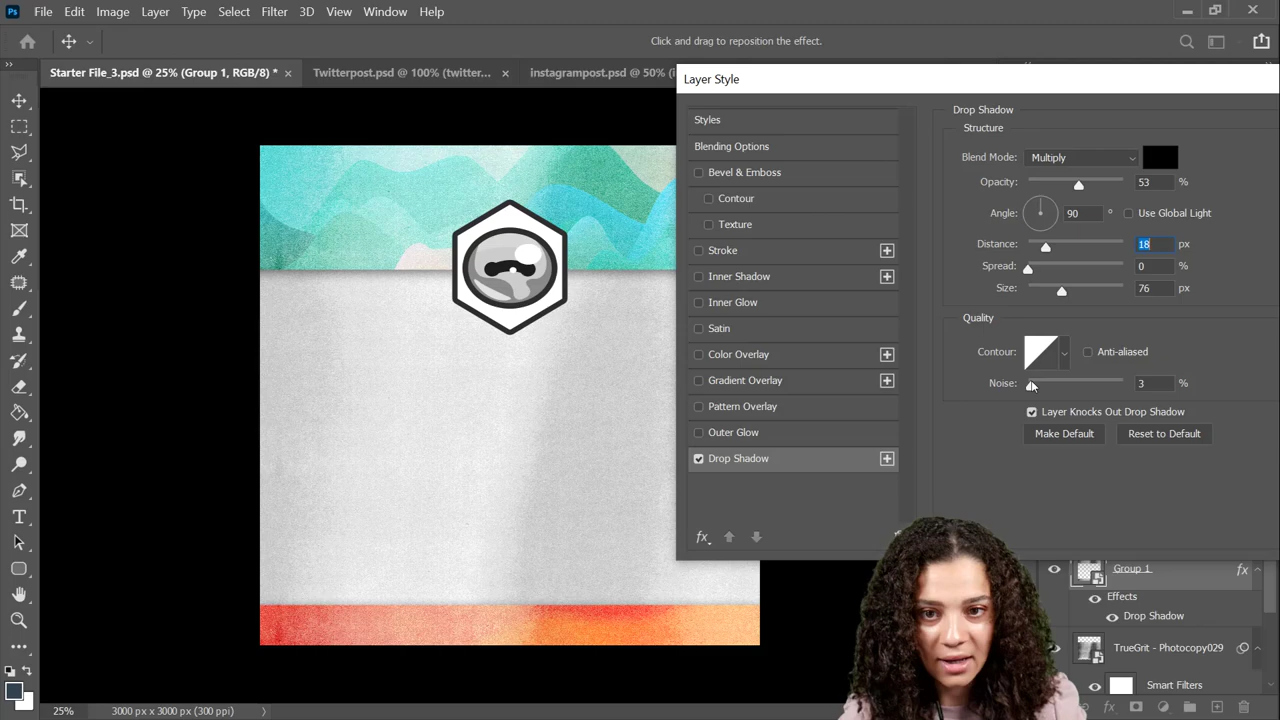 Ps File Edit Image Layer Type Select Filter 3D View Window Help
Click and drag to reposition the effect.
Starter File_3.psd @ 25% (Group 1, RGB/8) *
Twitterpost.psd @ 100% (twitter...
instagrampost.psd @ 50% (i
Layer Style
Styles
Blending Options
Bevel & Emboss
Contour
Texture
Stroke
Inner Shadow
Inner Glow
Satin
Color Overlay
Gradient Overlay
Pattern Overlay
Outer Glow
Drop Shadow
fx
Drop Shadow
Structure
Blend Mode: Multiply
Opacity: 53 %
Angle: 90 ° Use Global Light
Distance: 18 px
Spread: 0 %
Size: 76 px
Quality
Contour: Anti-aliased
Noise: 3 %
Layer Knocks Out Drop Shadow
Make Default Reset to Default
Group 1 fx
Effects
Drop Shadow
TrueGrit - Photocopy029
Smart Filters
fx
25% 3000 px x 3000 px (300 ppi)